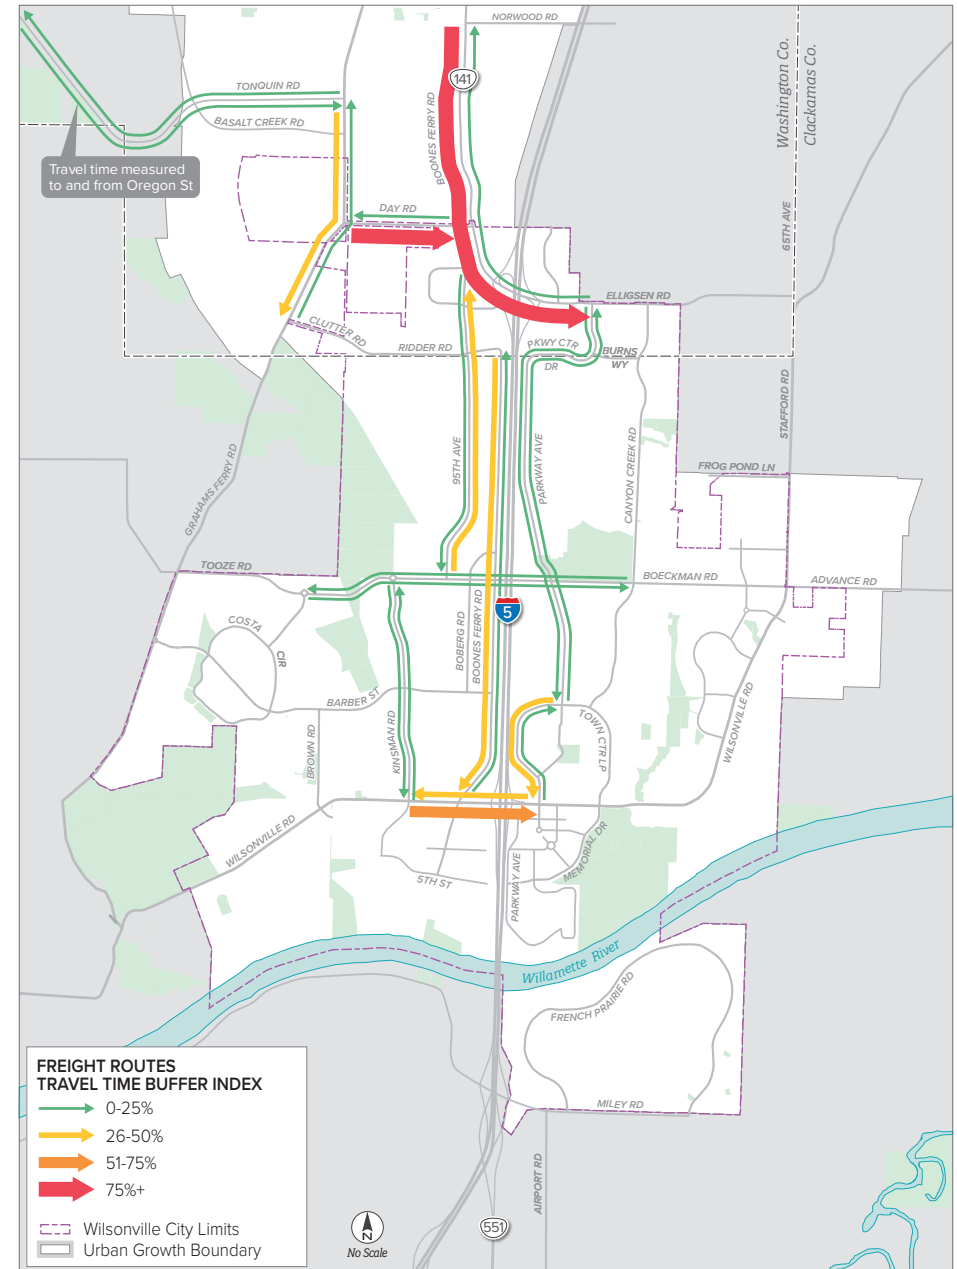 NORWOOD RD
Washington Co.
Clackamas Co.
141
TONQUIN RD
BOONES FERRY RD
BASALT CREEK RD
Travel time measured
to and from Oregon St
DAY RD
65TH AVE
ELLIGSEN RD
CLUTTER RD
RIDDER RD
PKWY CTR
DR
BURNS
WY
STAFFORD RD
95TH AVE
PARKWAY AVE
CANYON CREEK RD
FROG POND LN
GRAHAMS FERRY RD
TOOZE RD
BOECKMAN RD
ADVANCE RD
5
COSTA
CIR
BOBERG RD
BOONES FERRY RD
BARBER ST
KINSMAN RD
BROWN RD
TOWN CTR LP
WILSONVILLE RD
WILSONVILLE RD
MEMORIAL DR
5TH ST
PARKWAY AVE
Willamette River
FRENCH PRAIRIE RD
MILEY RD
AIRPORT RD
551
FREIGHT ROUTES
TRAVEL TIME BUFFER INDEX
0-25%
26-50%
51-75%
75%+
Wilsonville City Limits
Urban Growth Boundary
N
No Scale